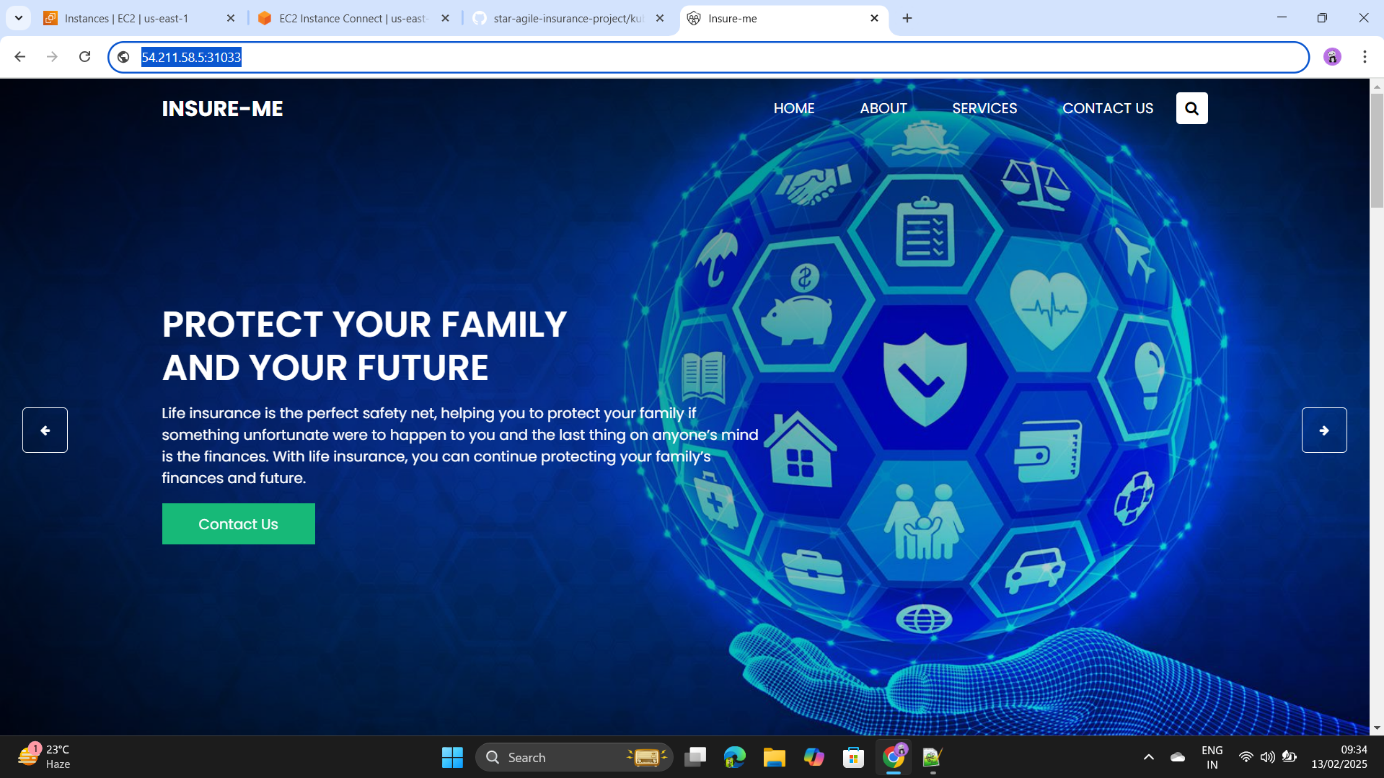 Instances | EC2 | us-east-1
EC2 Instance Connect | us-east-
star-agile-insurance-project/ku
Insure-me
54.211.58.5:31033
INSURE-ME
HOME
ABOUT
SERVICES
CONTACT US
PROTECT YOUR FAMILY
AND YOUR FUTURE
Life insurance is the perfect safety net, helping you to protect your family if
something unfortunate were to happen to you and the last thing on anyone’s mind
is the finances. With life insurance, you can continue protecting your family’s
finances and future.
Contact Us
1
23°C
Haze
Search
ENG
IN
09:34
13/02/2025